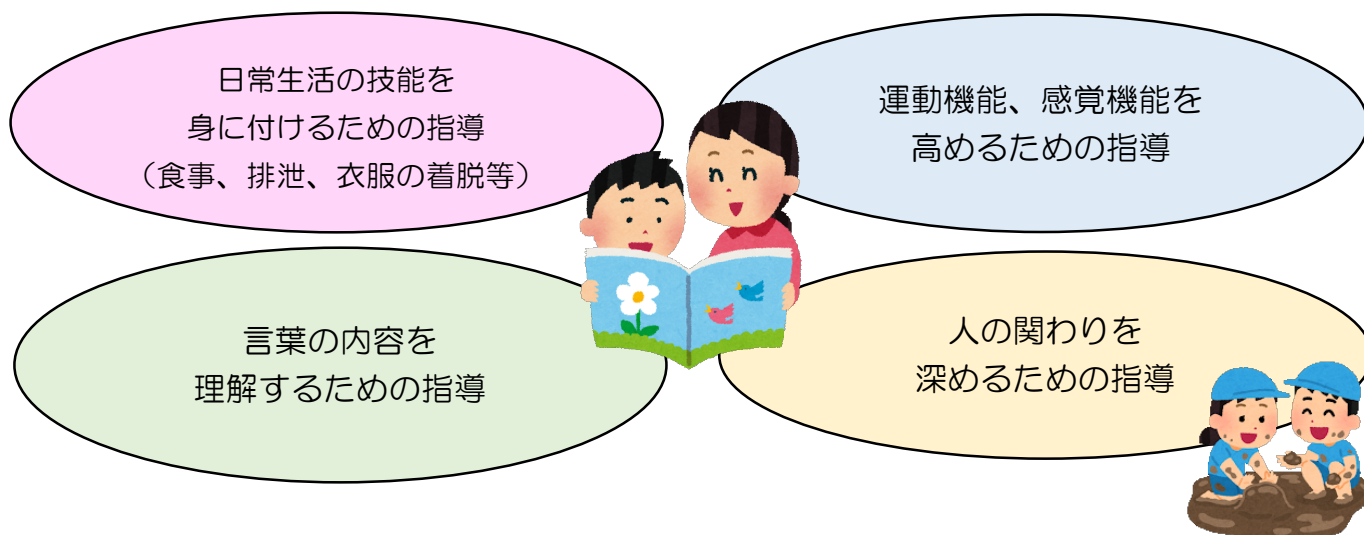 日常生活の技能を
身に付けるための指導
（食事、排泄、衣服の着脱等）
運動機能、感覚機能を
高めるための指導
言葉の内容を
理解するための指導
人の関わりを
深めるための指導